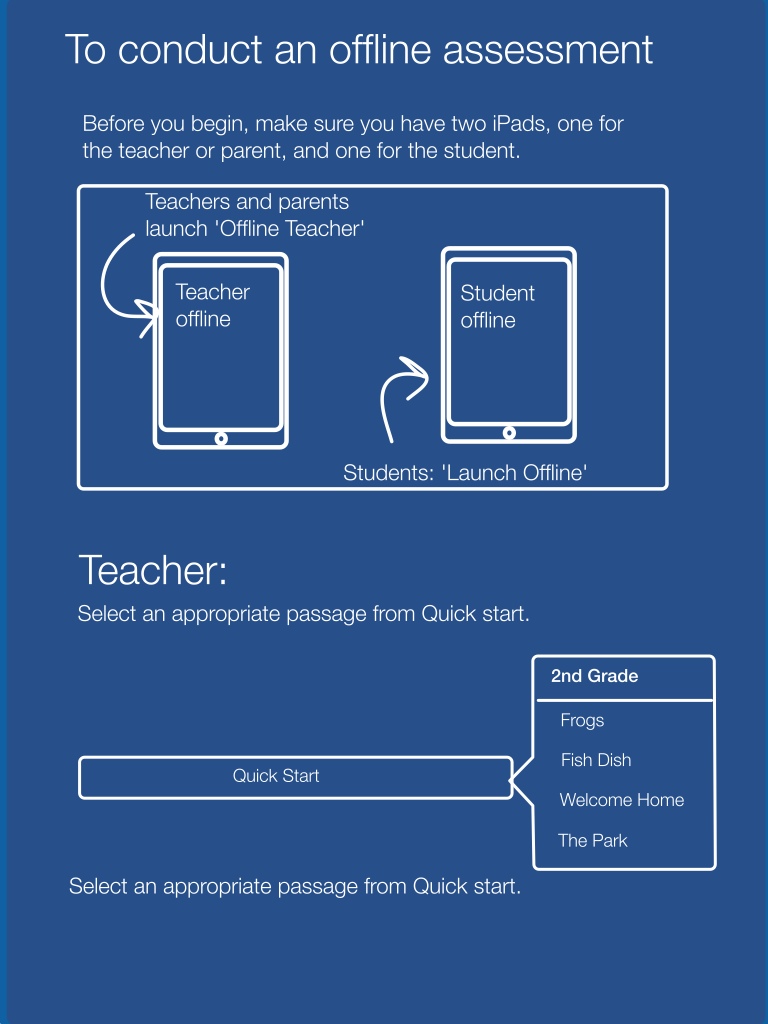 To conduct an offline assessment
Before you begin, make sure you have two iPads, one for
the teacher or parent, and one for the student.
Teachers and parents
launch 'Offline Teacher'
Teacher
offline
Student
offline
Students: 'Launch Offline'
Teacher:
Select an appropriate passage from Quick start.
2nd Grade
Frogs
Fish Dish
Welcome Home
The Park
Quick Start
Select an appropriate passage from Quick start.